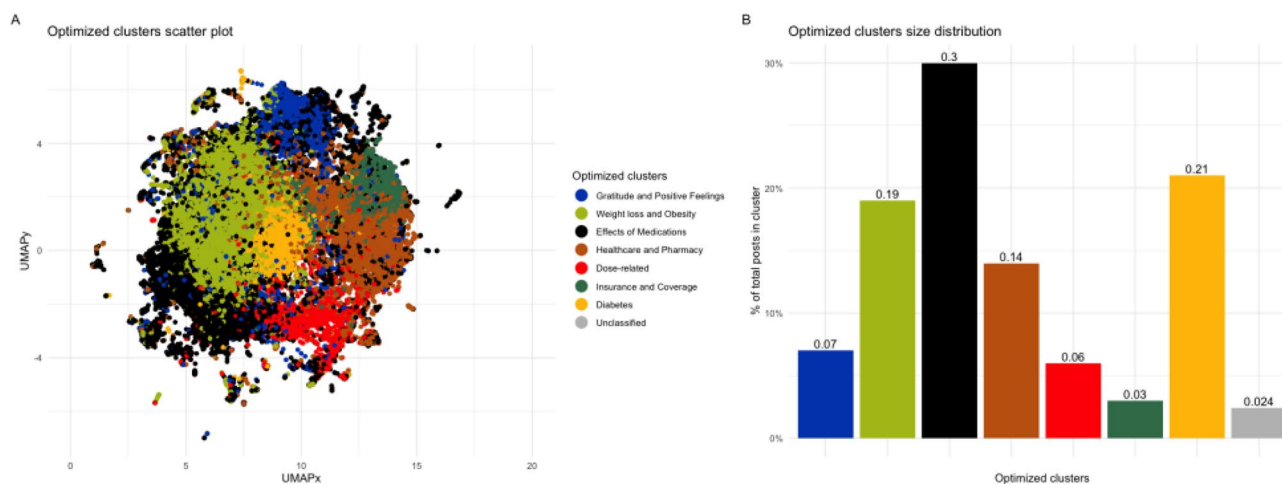 A
Optimized clusters scatter plot
4
0
-4
UMAPy
0
5
10
15
20
UMAPx
Optimized clusters
Gratitude and Positive Feelings
Weight loss and Obesity
Effects of Medications
Healthcare and Pharmacy
Dose-related
Insurance and Coverage
Diabetes
Unclassified
B
Optimized clusters size distribution
30%
20%
10%
0%
% of total posts in cluster
0.07
0.19
0.3
0.14
0.06
0.03
0.21
0.024
Optimized clusters